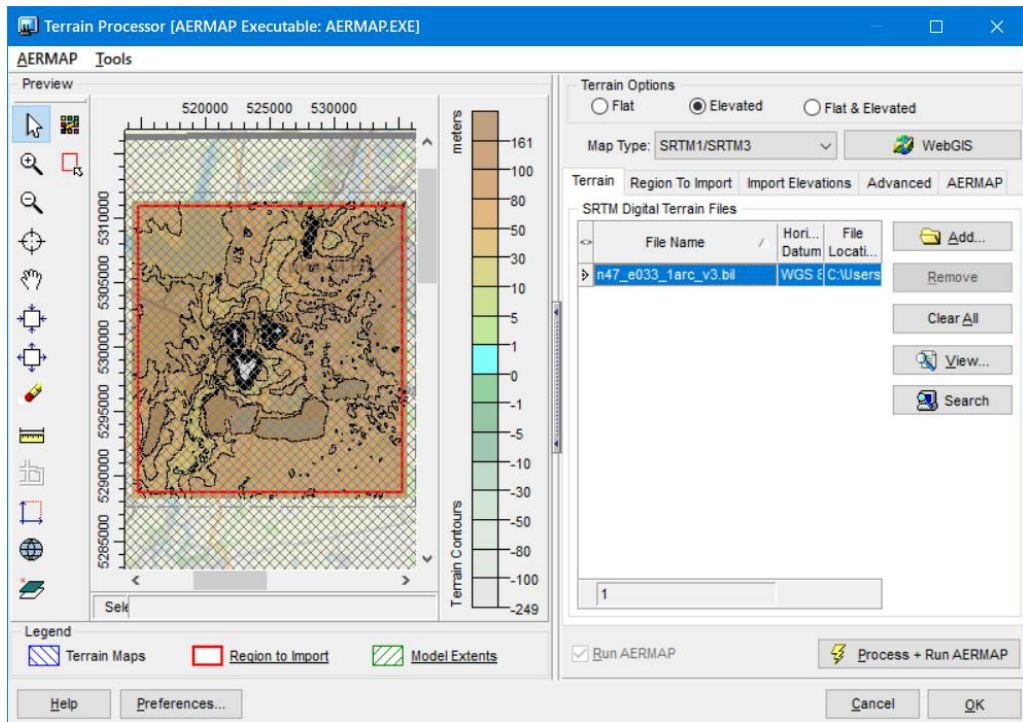 Terrain Processor [AERMAP Executable: AERMAP.EXE]
AERMAP Tools
Preview
520000 525000 530000
5310000
5305000
5300000
5295000
5290000
5285000
meters
161
100
80
50
30
10
5
1
0
-1
-5
-10
-30
-50
-80
-100
-249
Terrain Contours
Sele
Legend
Terrain Maps Region to Import Model Extents
Terrain Options
Flat Elevated Flat & Elevated
Map Type: SRTM1/SRTM3 WebGIS
Terrain Region To Import Import Elevations Advanced AERMAP
SRTM Digital Terrain Files
<> File Name / Hori... Datum File Locati...
n47_e033_1arc_v3.bil WGS 8 C:\Users
1
Add...
Remove
Clear All
View...
Search
Run AERMAP Process + Run AERMAP
Help Preferences... Cancel OK